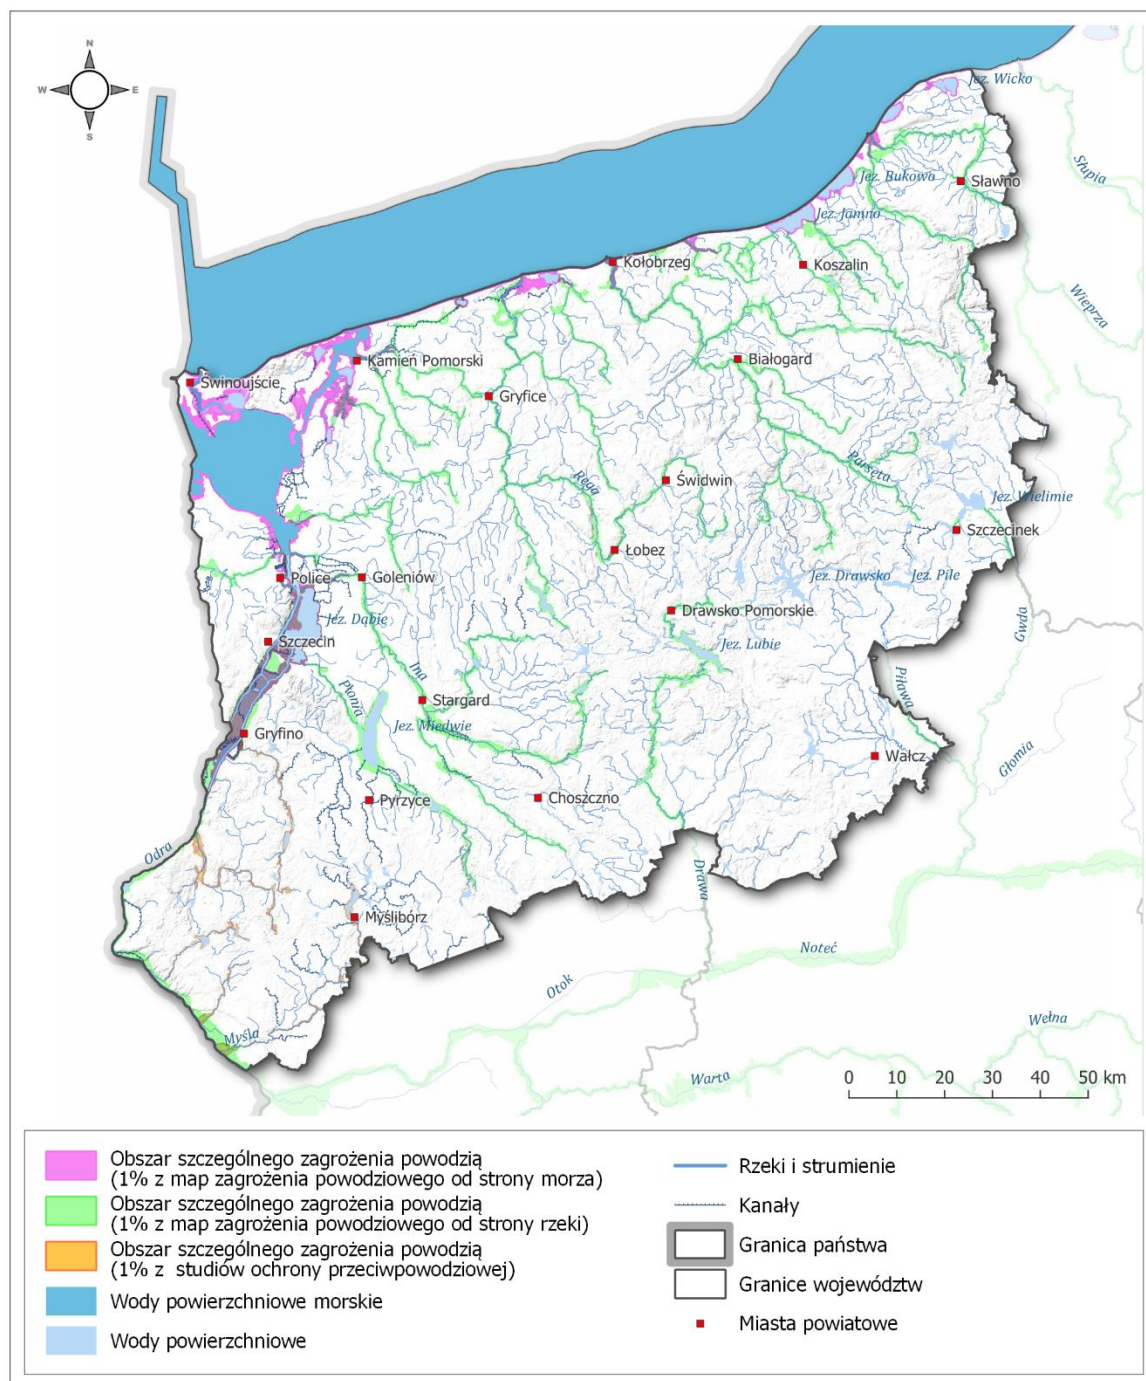 N
W
E
S
Jez. Wicko
Słupia
Jez. Bukowo
Sławno
Jez. Jamno
Kołobrzeg
Koszalin
Wieprza
Kamień Pomorski
Białogard
Świnoujście
Gryfice
Parsęta
Rega
Świdwin
Jez. Wielimie
Szczecinek
Łobez
Police
Goleniów
Jez. Drawsko
Jez. Pile
Drawsko Pomorskie
Jez. Dąbie
Gwda
Szczecin
Jez. Lubie
Ina
Płonia
Stargard
Piława
Jez. Miedwie
Gryfino
Wałcz
Głomia
Pyrzyce
Choszczno
Odra
Drawa
Myślibórz
Noteć
Otok
Wełna
Myśla
Warta
0 10 20 30 40 50 km
Obszar szczególnego zagrożenia powodzią
(1% z map zagrożenia powodziowego od strony morza)
Obszar szczególnego zagrożenia powodzią
(1% z map zagrożenia powodziowego od strony rzeki)
Obszar szczególnego zagrożenia powodzią
(1% z studiów ochrony przeciwpowodziowej)
Wody powierzchniowe morskie
Wody powierzchniowe
Rzeki i strumienie
Kanały
Granica państwa
Granice województw
Miasta powiatowe